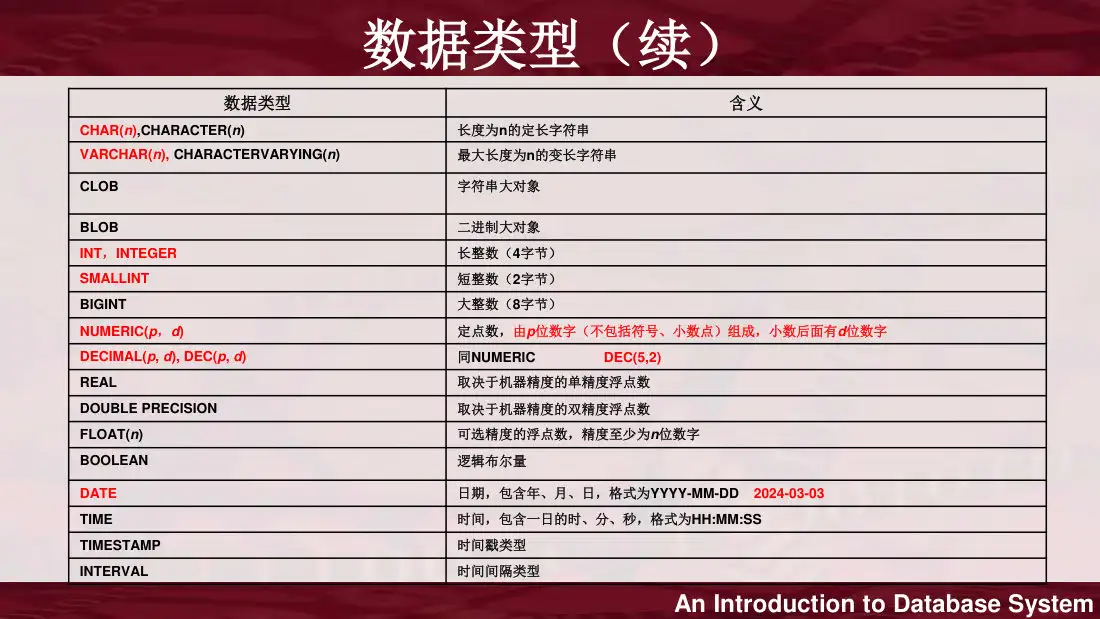 数据类型（续）
数据类型 含义
CHAR(n),CHARACTER(n) 长度为n的定长字符串
VARCHAR(n), CHARACTERVARYING(n) 最大长度为n的变长字符串
CLOB 字符串大对象
BLOB 二进制大对象
INT，INTEGER 长整数（4字节）
SMALLINT 短整数（2字节）
BIGINT 大整数（8字节）
NUMERIC(p，d) 定点数，由p位数字（不包括符号、小数点）组成，小数后面有d位数字
DECIMAL(p, d), DEC(p, d) 同NUMERIC DEC(5,2)
REAL 取决于机器精度的单精度浮点数
DOUBLE PRECISION 取决于机器精度的双精度浮点数
FLOAT(n) 可选精度的浮点数，精度至少为n位数字
BOOLEAN 逻辑布尔量
DATE 日期，包含年、月、日，格式为YYYY-MM-DD 2024-03-03
TIME 时间，包含一日的时、分、秒，格式为HH:MM:SS
TIMESTAMP 时间戳类型
INTERVAL 时间间隔类型
An Introduction to Database System